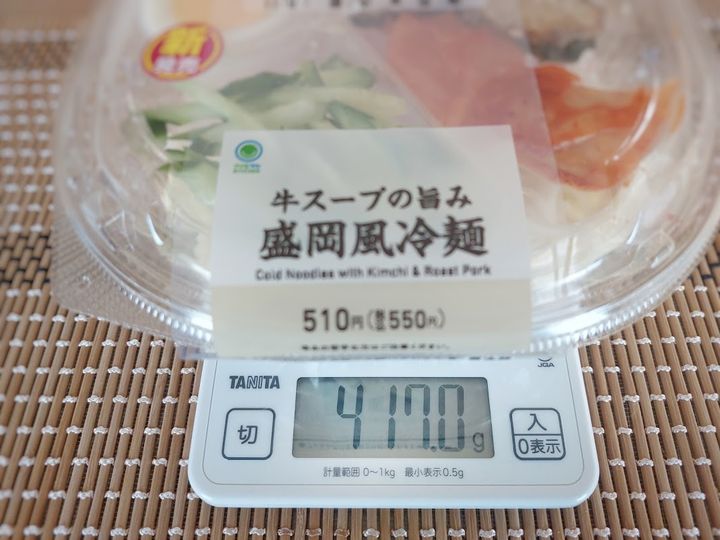 新
発売
牛スープの旨み
盛岡風冷麺
Cold Noodles with Kimchi & Roast Pork
510円(税込550円)
JQA
TANITA
417.0g
切
入
0表示
計量範囲 0〜1kg 最小表示0.5g